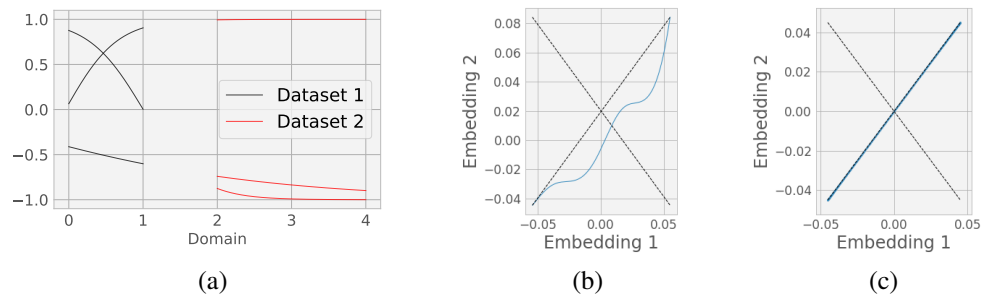 1.0
0.5
0.0
−0.5
−1.0
0
1
2
3
4
Domain
Dataset 1
Dataset 2
(a)
0.08
0.06
0.04
0.02
0.00
−0.02
−0.04
Embedding 2
−0.05
0.00
0.05
Embedding 1
(b)
0.04
0.02
0.00
−0.02
−0.04
Embedding 2
−0.05
0.00
0.05
Embedding 1
(c)